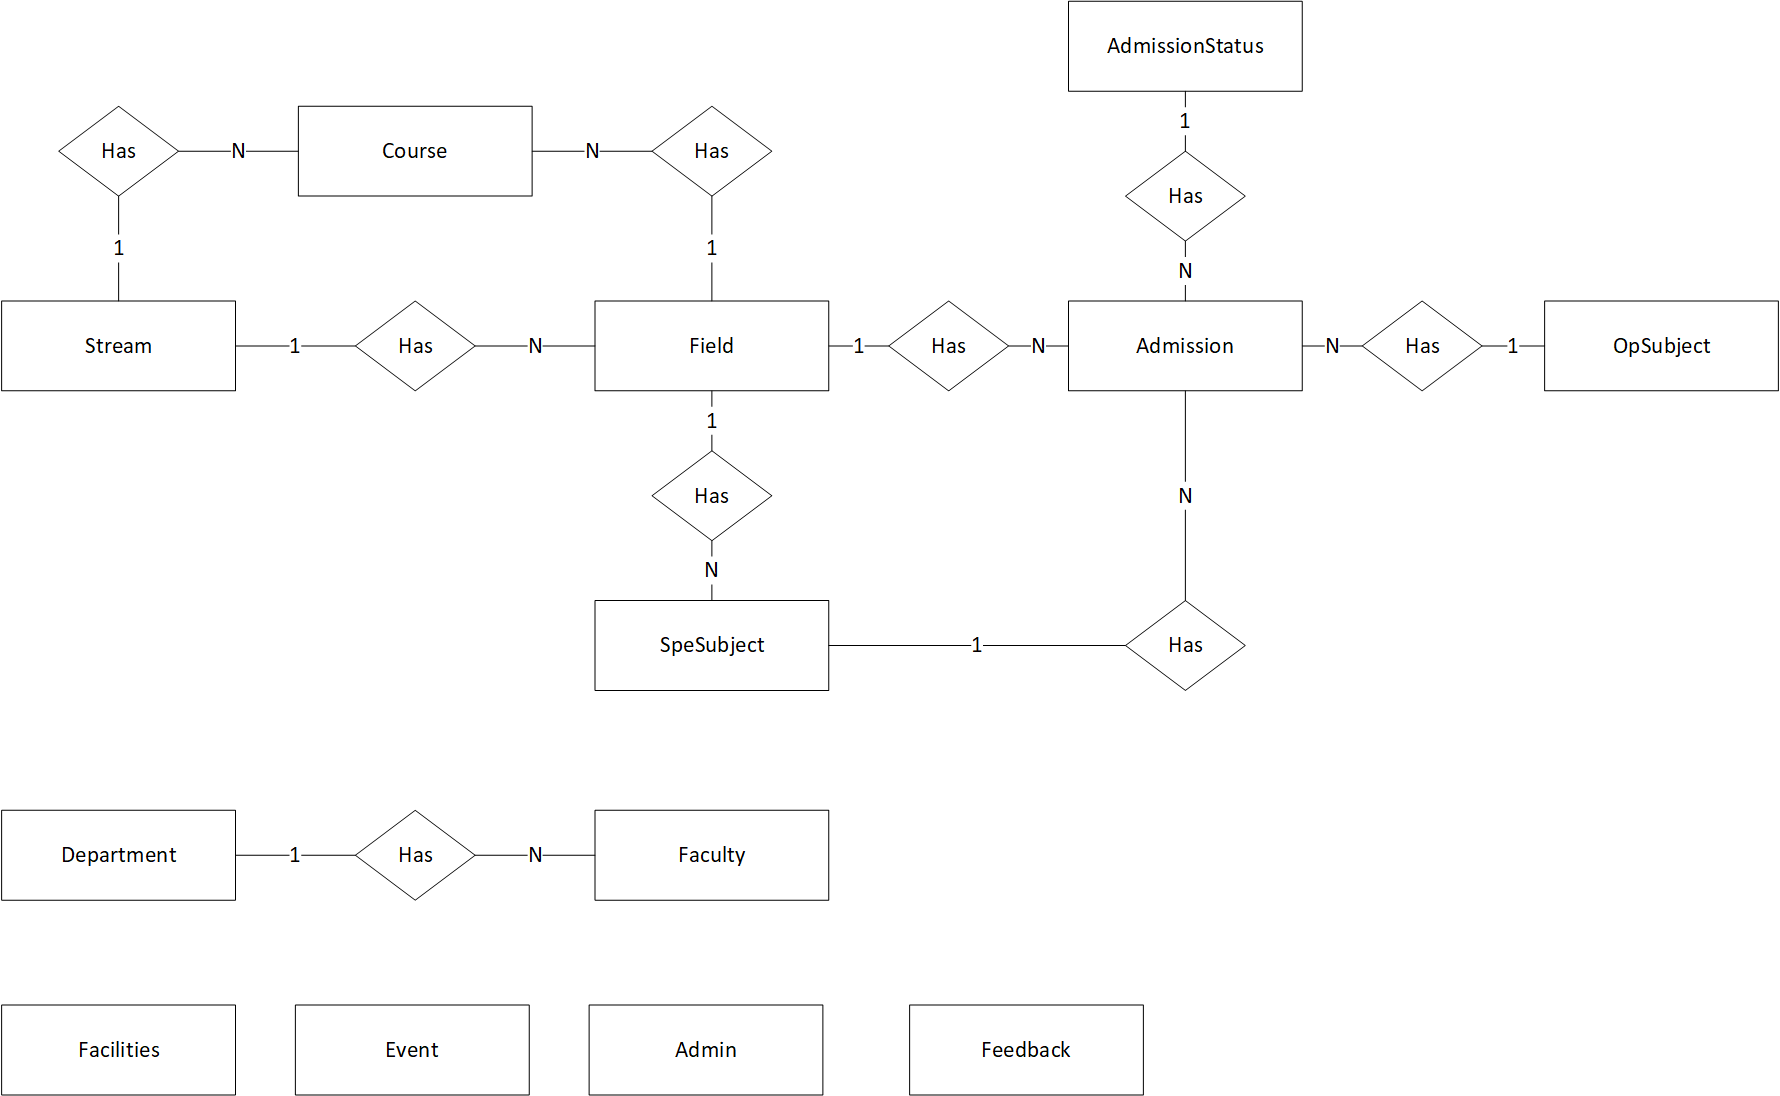 AdmissionStatus
1
Has
N
Course
N
Has
Has
1
1
N
Stream
1
Has
N
Field
1
Has
N
Admission
N
Has
1
OpSubject
1
Has
N
N
SpeSubject
1
Has
Department
1
Has
N
Faculty
Facilities
Event
Admin
Feedback